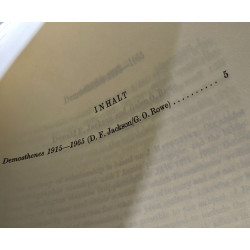 INHALT
Demosthenes 1915—1965 (D. F. Jackson/G. O. Rowe) .......... 5